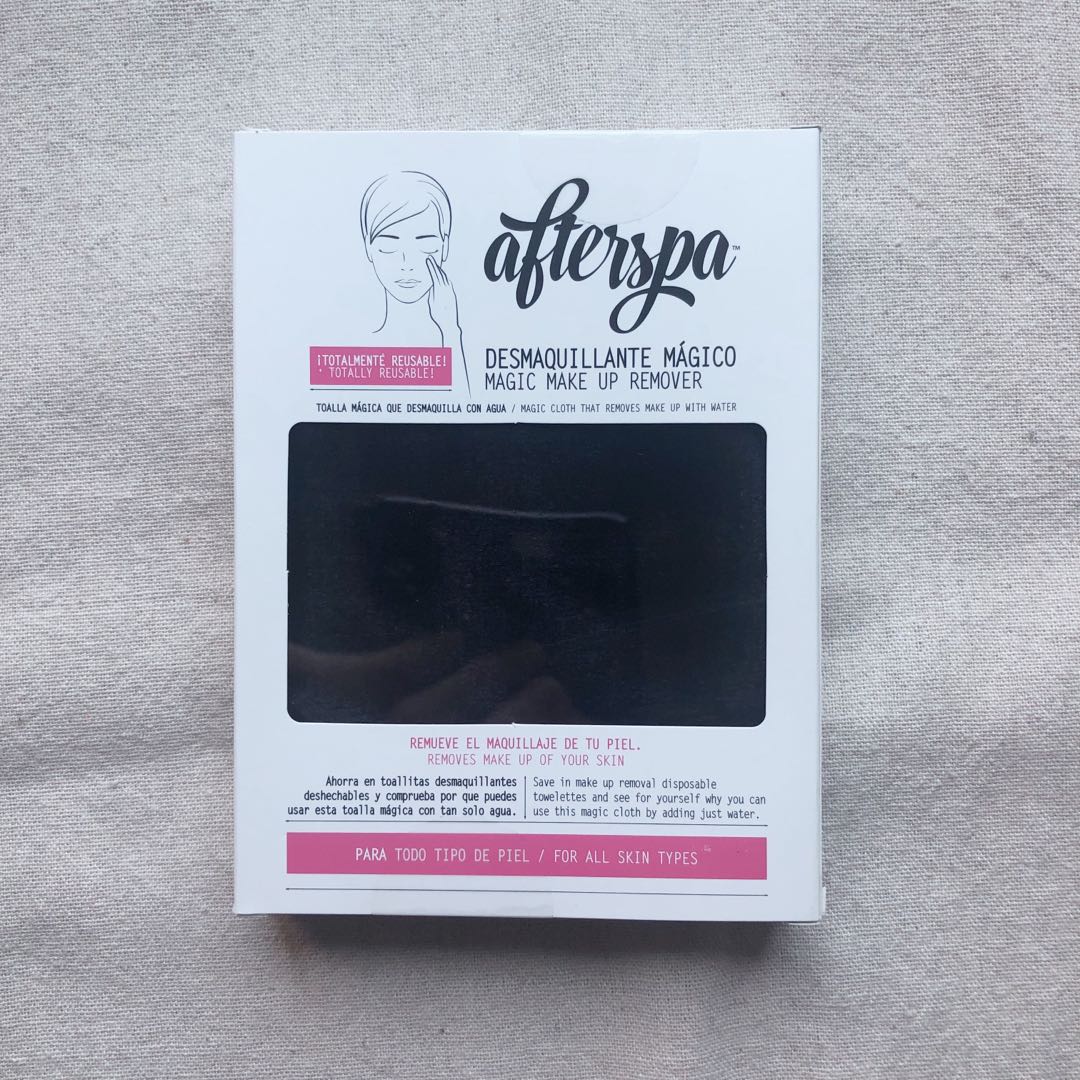 afterspa™
¡TOTALMENTÉ REUSABLE!
* TOTALLY REUSABLE!
DESMAQUILLANTE MÁGICO
MAGIC MAKE UP REMOVER
TOALLA MÁGICA QUE DESMAQUILLA CON AGUA / MAGIC CLOTH THAT REMOVES MAKE UP WITH WATER
REMUEVE EL MAQUILLAJE DE TU PIEL.
REMOVES MAKE UP OF YOUR SKIN
Ahorra en toallitas desmaquillantes
deshechables y comprueba por que puedes
usar esta toalla mágica con tan solo agua.
Save in make up removal disposable
towelettes and see for yourself why you can
use this magic cloth by adding just water.
PARA TODO TIPO DE PIEL / FOR ALL SKIN TYPES